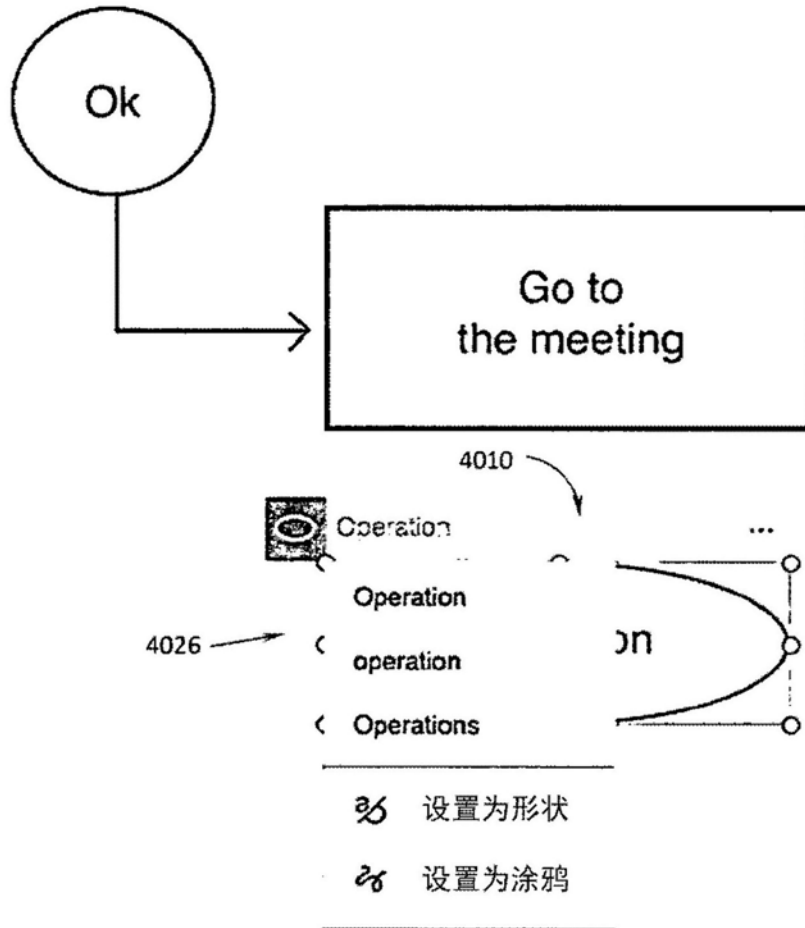 Ok
Go to
the meeting
4010
Operation
...
Operation
4026
on
operation
Operations
设置为形状
设置为涂鸦